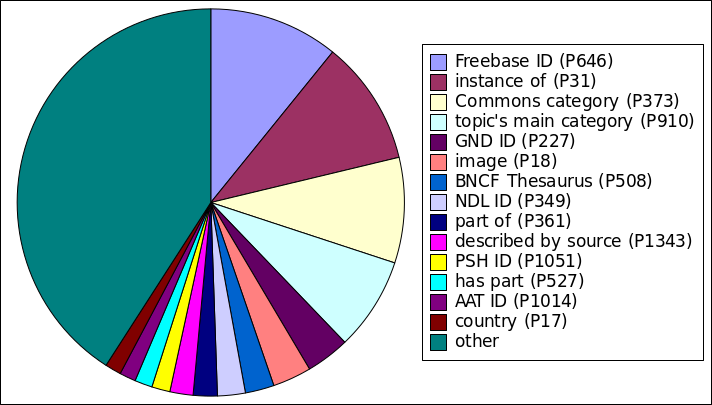 Freebase ID (P646)
instance of (P31)
Commons category (P373)
topic's main category (P910)
GND ID (P227)
image (P18)
BNCF Thesaurus (P508)
NDL ID (P349)
part of (P361)
described by source (P1343)
PSH ID (P1051)
has part (P527)
AAT ID (P1014)
country (P17)
other